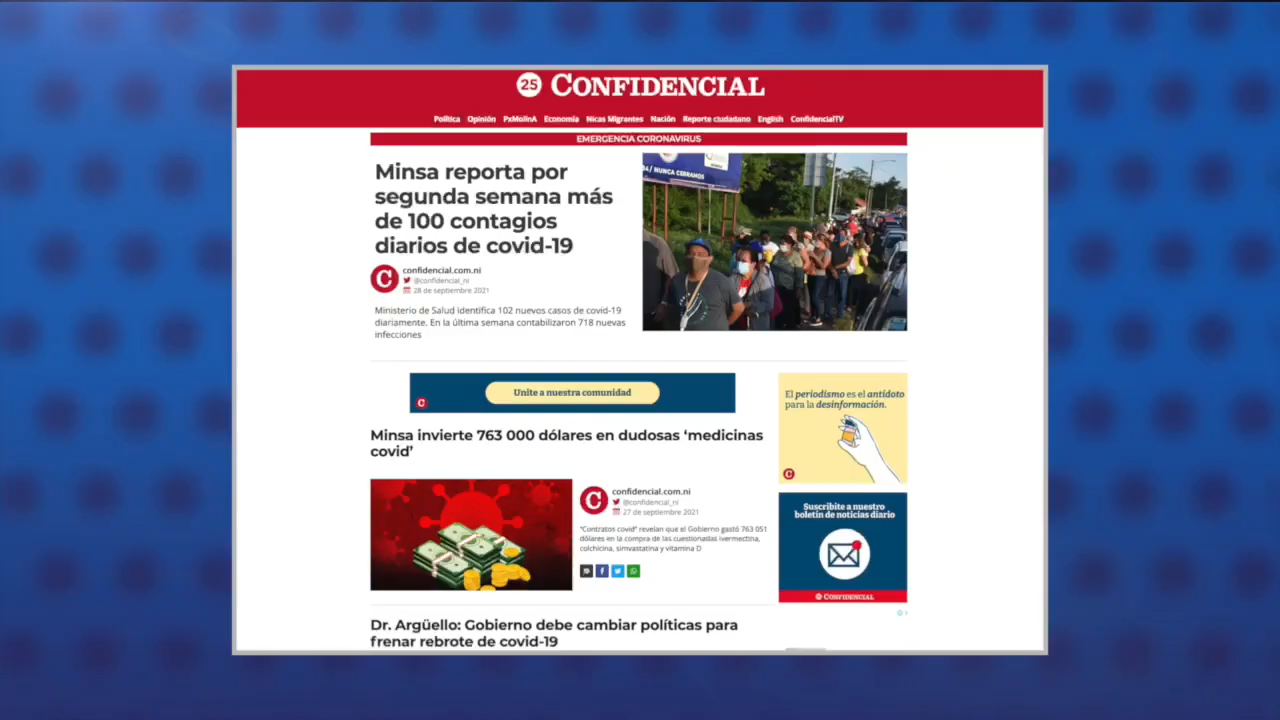 25 CONFIDENCIAL
Política Opinión PxMolinA Economía Nicas Migrantes Nación Reporte ciudadano English ConfidencialTV
EMERGENCIA CORONAVIRUS
Minsa reporta por
segunda semana más
de 100 contagios
diarios de covid-19
C
confidencial.com.ni
@confidencial_ni
28 de septiembre 2021
Ministerio de Salud identifica 102 nuevos casos de covid-19
diariamente. En la última semana contabilizaron 718 nuevas
infecciones
/ NUNCA CERRAMOS
C
Unite a nuestra comunidad
El periodismo es el antídoto
para la desinformación.
C
Minsa invierte 763 000 dólares en dudosas ‘medicinas
covid’
C
confidencial.com.ni
@confidencial_ni
27 de septiembre 2021
“Contratos covid” revelan que el Gobierno gastó 763 051
dólares en la compra de las cuestionadas ivermectina,
colchicina, simvastatina y vitamina D
Suscribite a nuestro
boletín de noticias diario
CONFIDENCIAL
Dr. Argüello: Gobierno debe cambiar políticas para
frenar rebrote de covid-19